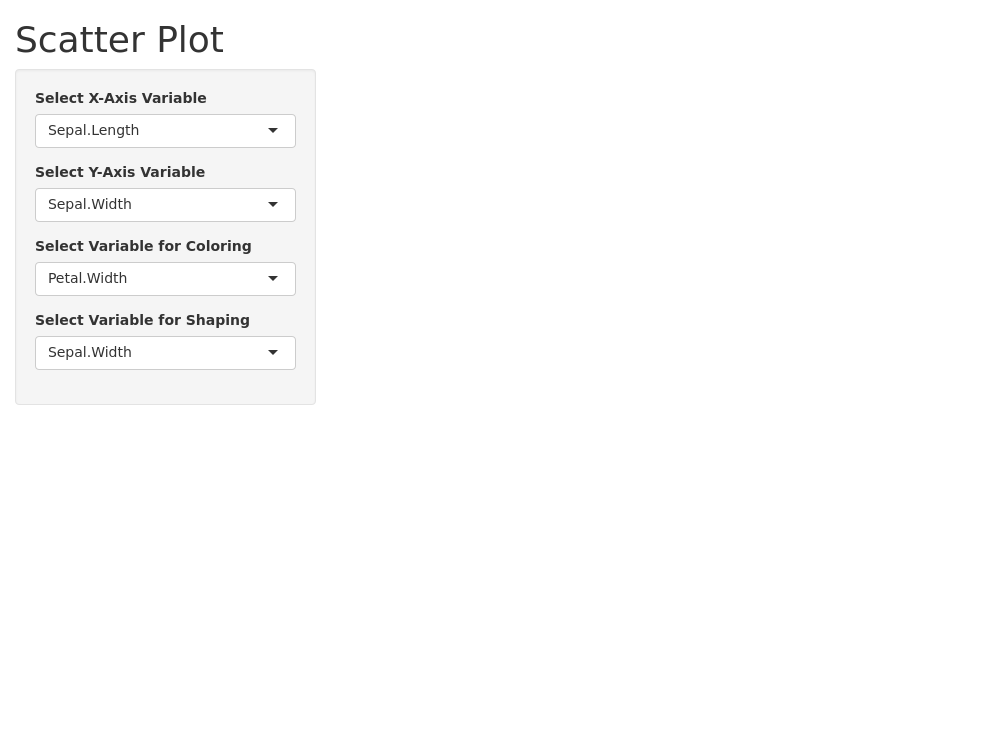 Scatter Plot
Select X-Axis Variable
Sepal.Length
Select Y-Axis Variable
Sepal.Width
Select Variable for Coloring
Petal.Width
Select Variable for Shaping
Sepal.Width